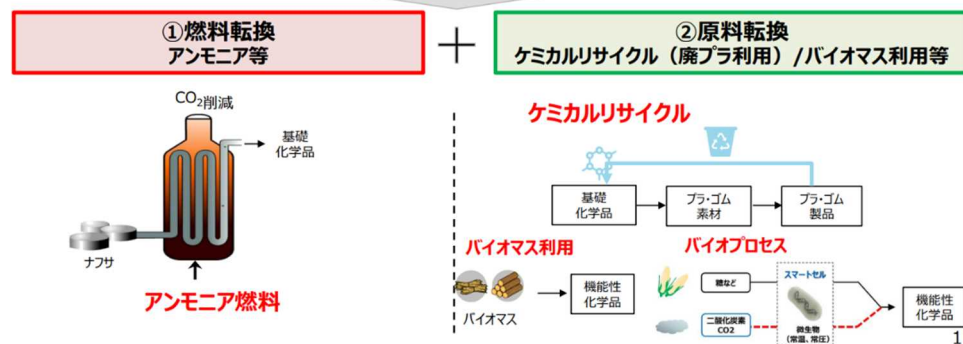 ①燃料転換
アンモニア等
＋
②原料転換
ケミカルリサイクル（廃プラ利用）/バイオマス利用等
CO₂削減
基礎
化学品
ナフサ
アンモニア燃料
ケミカルリサイクル
基礎
化学品
プラ・ゴム
素材
プラ・ゴム
製品
バイオマス利用
バイオマス
機能性
化学品
バイオプロセス
糖など
二酸化炭素
CO2
スマートセル
微生物
（常温、常圧）
機能性
化学品
1